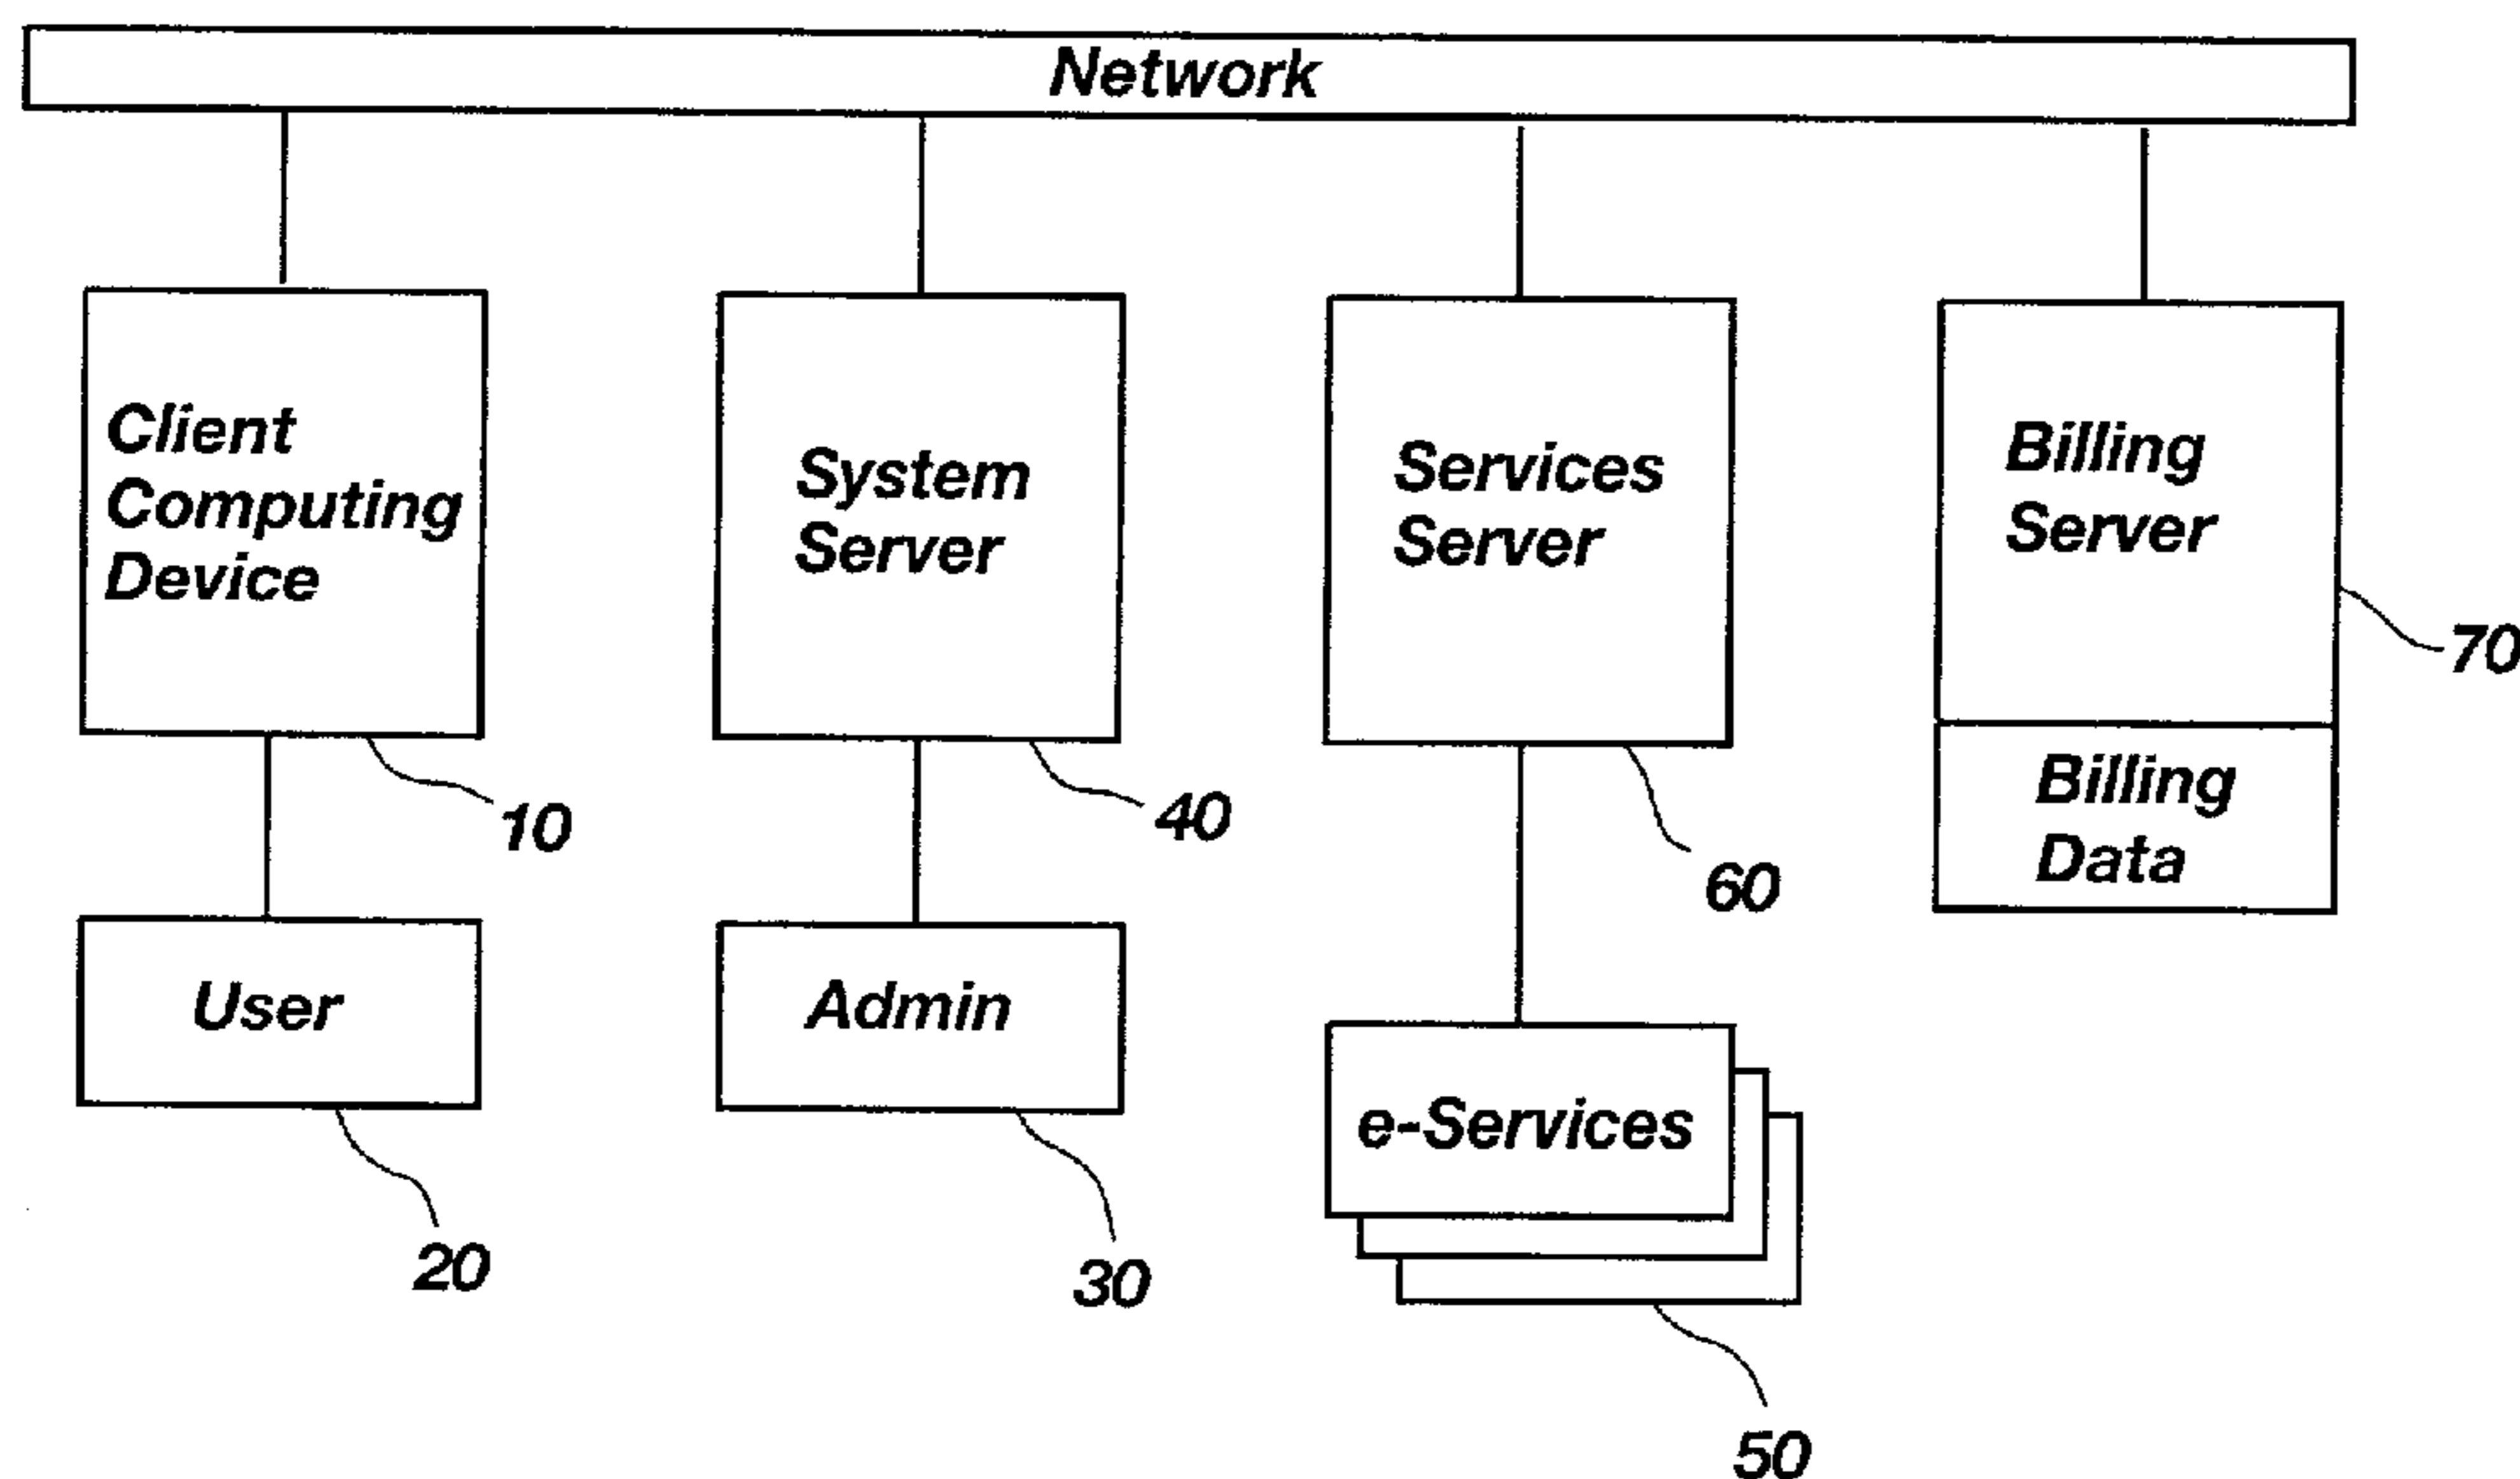 Network
Client
Computing
Device
System
Server
Services
Server
Billing
Server
70
Billing
Data
10
40
60
User
Admin
e-Services
20
30
50